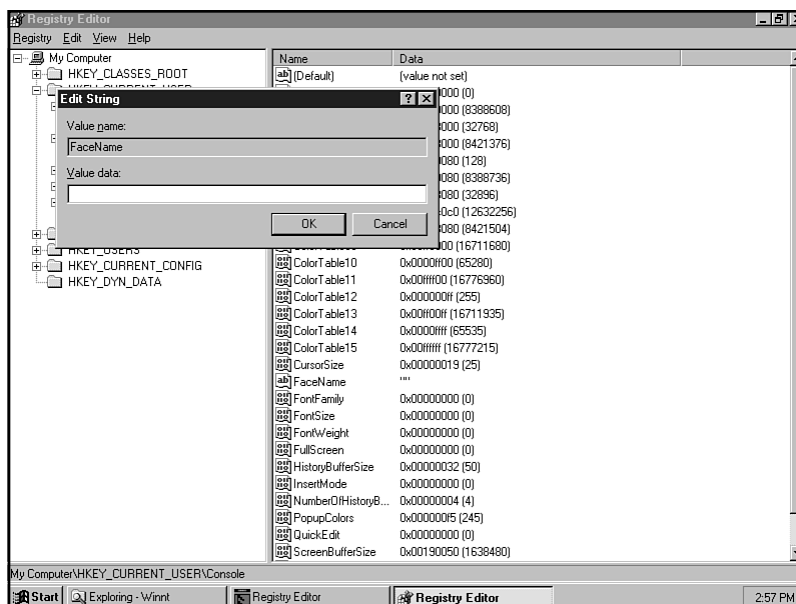 Registry Editor
Registry Edit View Help
My Computer
HKEY_CLASSES_ROOT
HKEY_CURRENT_USER
HKEY_USERS
HKEY_CURRENT_CONFIG
HKEY_DYN_DATA
Edit String
Value name:
FaceName
Value data:
OK Cancel
Name Data
(Default) (value not set)
000 (0)
000 (8388608)
000 (32768)
000 (8421376)
080 (128)
080 (8388736)
080 (32896)
0c0 (12632256)
080 (8421504)
000 (16711680)
ColorTable10 0x0000ff00 (65280)
ColorTable11 0x00ffff00 (16776960)
ColorTable12 0x000000ff (255)
ColorTable13 0x00ff00ff (16711935)
ColorTable14 0x0000ffff (65535)
ColorTable15 0x00ffffff (16777215)
CursorSize 0x00000019 (25)
FaceName ""
FontFamily 0x00000000 (0)
FontSize 0x00000000 (0)
FontWeight 0x00000000 (0)
FullScreen 0x00000000 (0)
HistoryBufferSize 0x00000032 (50)
InsertMode 0x00000000 (0)
NumberOfHistoryB... 0x00000004 (4)
PopupColors 0x000000f5 (245)
QuickEdit 0x00000000 (0)
ScreenBufferSize 0x00190050 (1638480)
My Computer\HKEY_CURRENT_USER\Console
Start Exploring - Winnt Registry Editor Registry Editor 2:57 PM